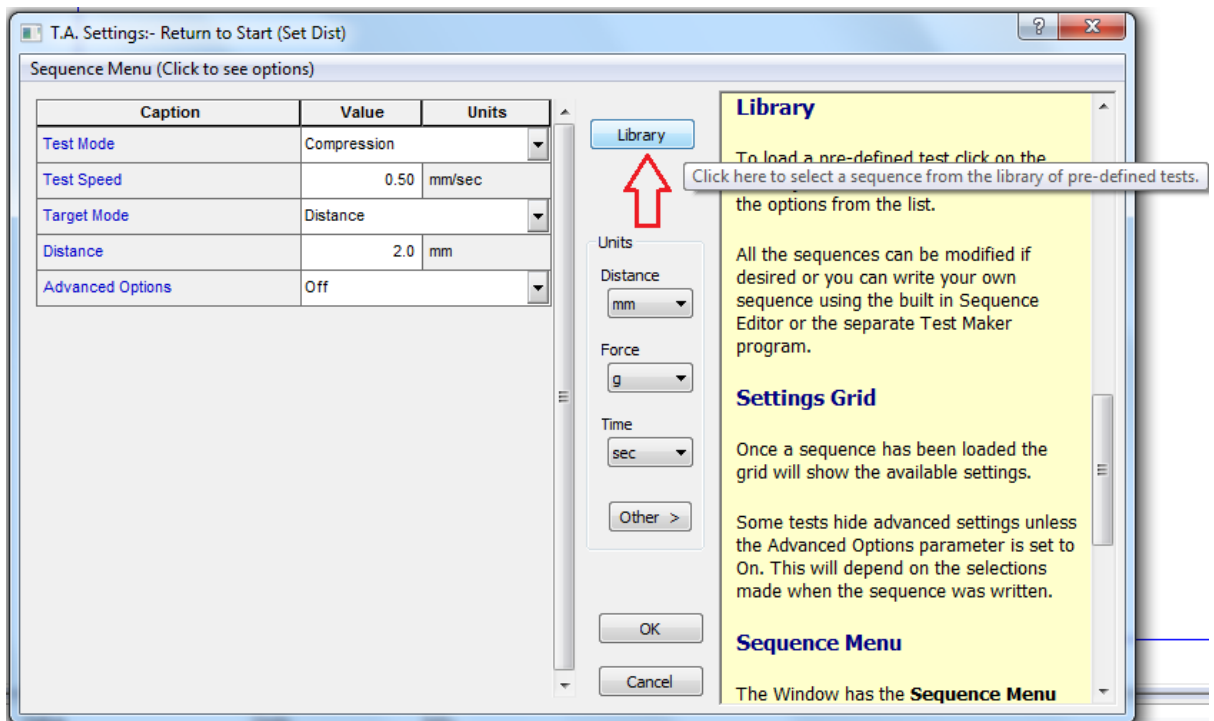 T.A. Settings:- Return to Start (Set Dist)
Sequence Menu (Click to see options)
Caption Value Units
Test Mode Compression
Test Speed 0.50 mm/sec
Target Mode Distance
Distance 2.0 mm
Advanced Options Off
Library
Click here to select a sequence from the library of pre-defined tests.
Units
Distance
mm
Force
g
Time
sec
Other >
OK
Cancel
Library
To load a pre-defined test click on the
the options from the list.
All the sequences can be modified if
desired or you can write your own
sequence using the built in Sequence
Editor or the separate Test Maker
program.
Settings Grid
Once a sequence has been loaded the
grid will show the available settings.
Some tests hide advanced settings unless
the Advanced Options parameter is set to
On. This will depend on the selections
made when the sequence was written.
Sequence Menu
The Window has the Sequence Menu